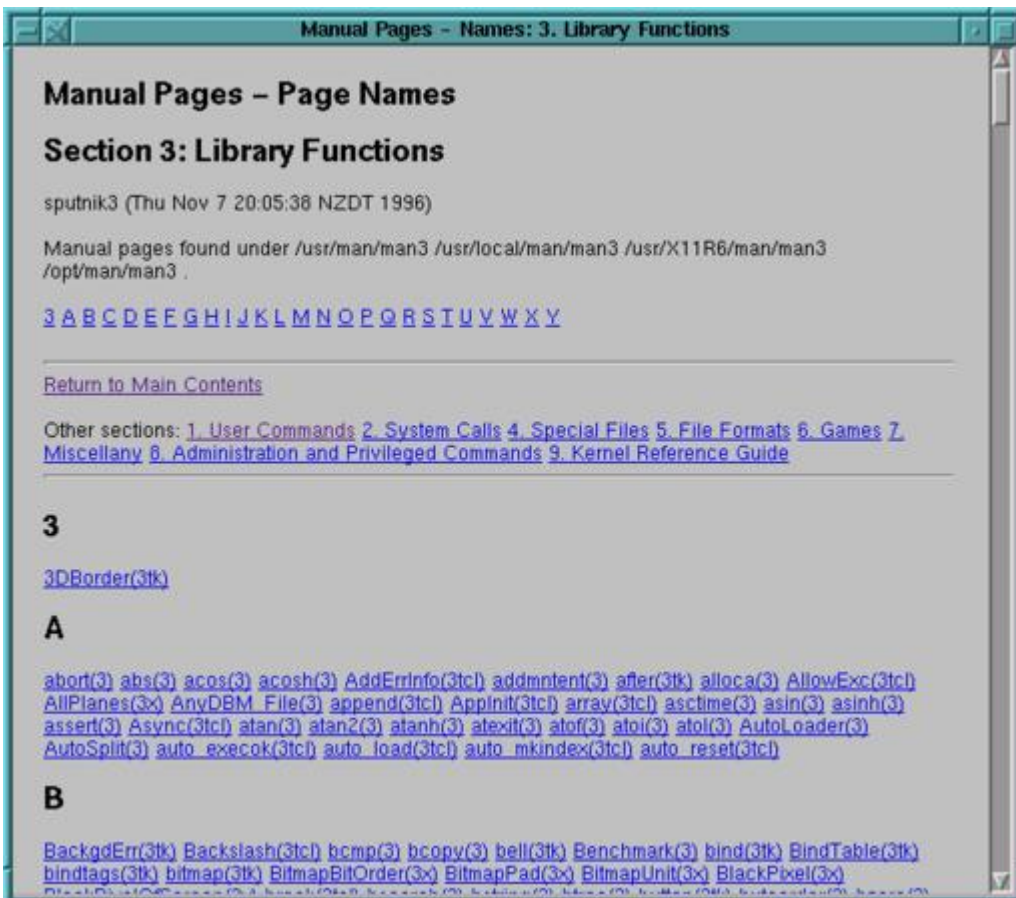 Manual Pages – Names: 3. Library Functions
Manual Pages – Page Names
Section 3: Library Functions
sputnik3 (Thu Nov 7 20:05:38 NZDT 1996)
Manual pages found under /usr/man/man3 /usr/local/man/man3 /usr/X11R6/man/man3
/opt/man/man3 .
3 A B C D E F G H I J K L M N O P Q R S T U V W X Y
Return to Main Contents
Other sections: 1. User Commands 2. System Calls 4. Special Files 5. File Formats 6. Games 7.
Miscellany 8. Administration and Privileged Commands 9. Kernel Reference Guide
3
3DBorder(3tk)
A
abort(3) abs(3) acos(3) acosh(3) AddErrInfo(3tcl) addmntent(3) after(3tk) alloca(3) AllowExc(3tcl)
AllPlanes(3x) AnyDBM_File(3) append(3tcl) AppInit(3tcl) array(3tcl) asctime(3) asin(3) asinh(3)
assert(3) Async(3tcl) atan(3) atan2(3) atanh(3) atexit(3) atof(3) atoi(3) atol(3) AutoLoader(3)
AutoSplit(3) auto_execok(3tcl) auto_load(3tcl) auto_mkindex(3tcl) auto_reset(3tcl)
B
BackgdErr(3tk) Backslash(3tcl) bcmp(3) bcopy(3) bell(3tk) Benchmark(3) bind(3tk) BindTable(3tk)
bindtags(3tk) bitmap(3tk) BitmapBitOrder(3x) BitmapPad(3x) BitmapUnit(3x) BlackPixel(3x)